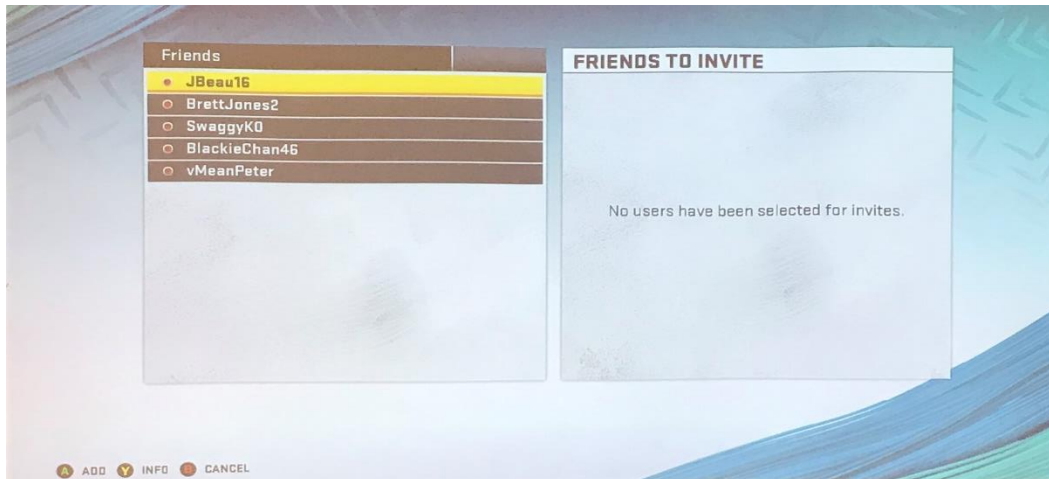 Friends
JBeau16
BrettJones2
SwaggyK0
BlackieChan46
vMeanPeter
FRIENDS TO INVITE
No users have been selected for invites.
A ADD Y INFO B CANCEL